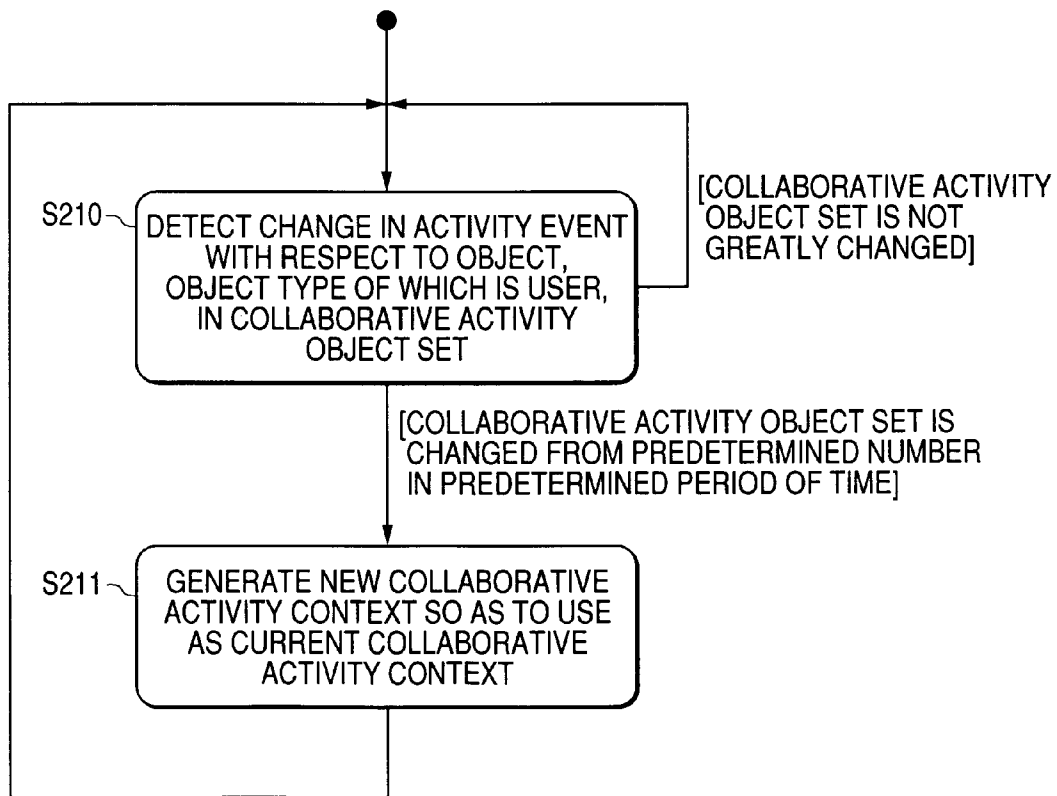 S210
DETECT CHANGE IN ACTIVITY EVENT
WITH RESPECT TO OBJECT,
OBJECT TYPE OF WHICH IS USER,
IN COLLABORATIVE ACTIVITY
OBJECT SET
[COLLABORATIVE ACTIVITY
OBJECT SET IS NOT
GREATLY CHANGED]
[COLLABORATIVE ACTIVITY OBJECT SET IS
CHANGED FROM PREDETERMINED NUMBER
IN PREDETERMINED PERIOD OF TIME]
S211
GENERATE NEW COLLABORATIVE
ACTIVITY CONTEXT SO AS TO USE
AS CURRENT COLLABORATIVE
ACTIVITY CONTEXT